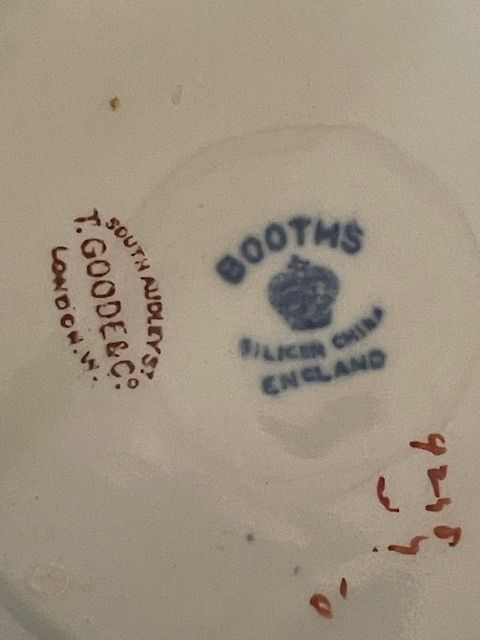 SOUTH AUDLEY ST.
T. GOODE & Co.
LONDON. W.
BOOTHS
SILICON CHINA
ENGLAND